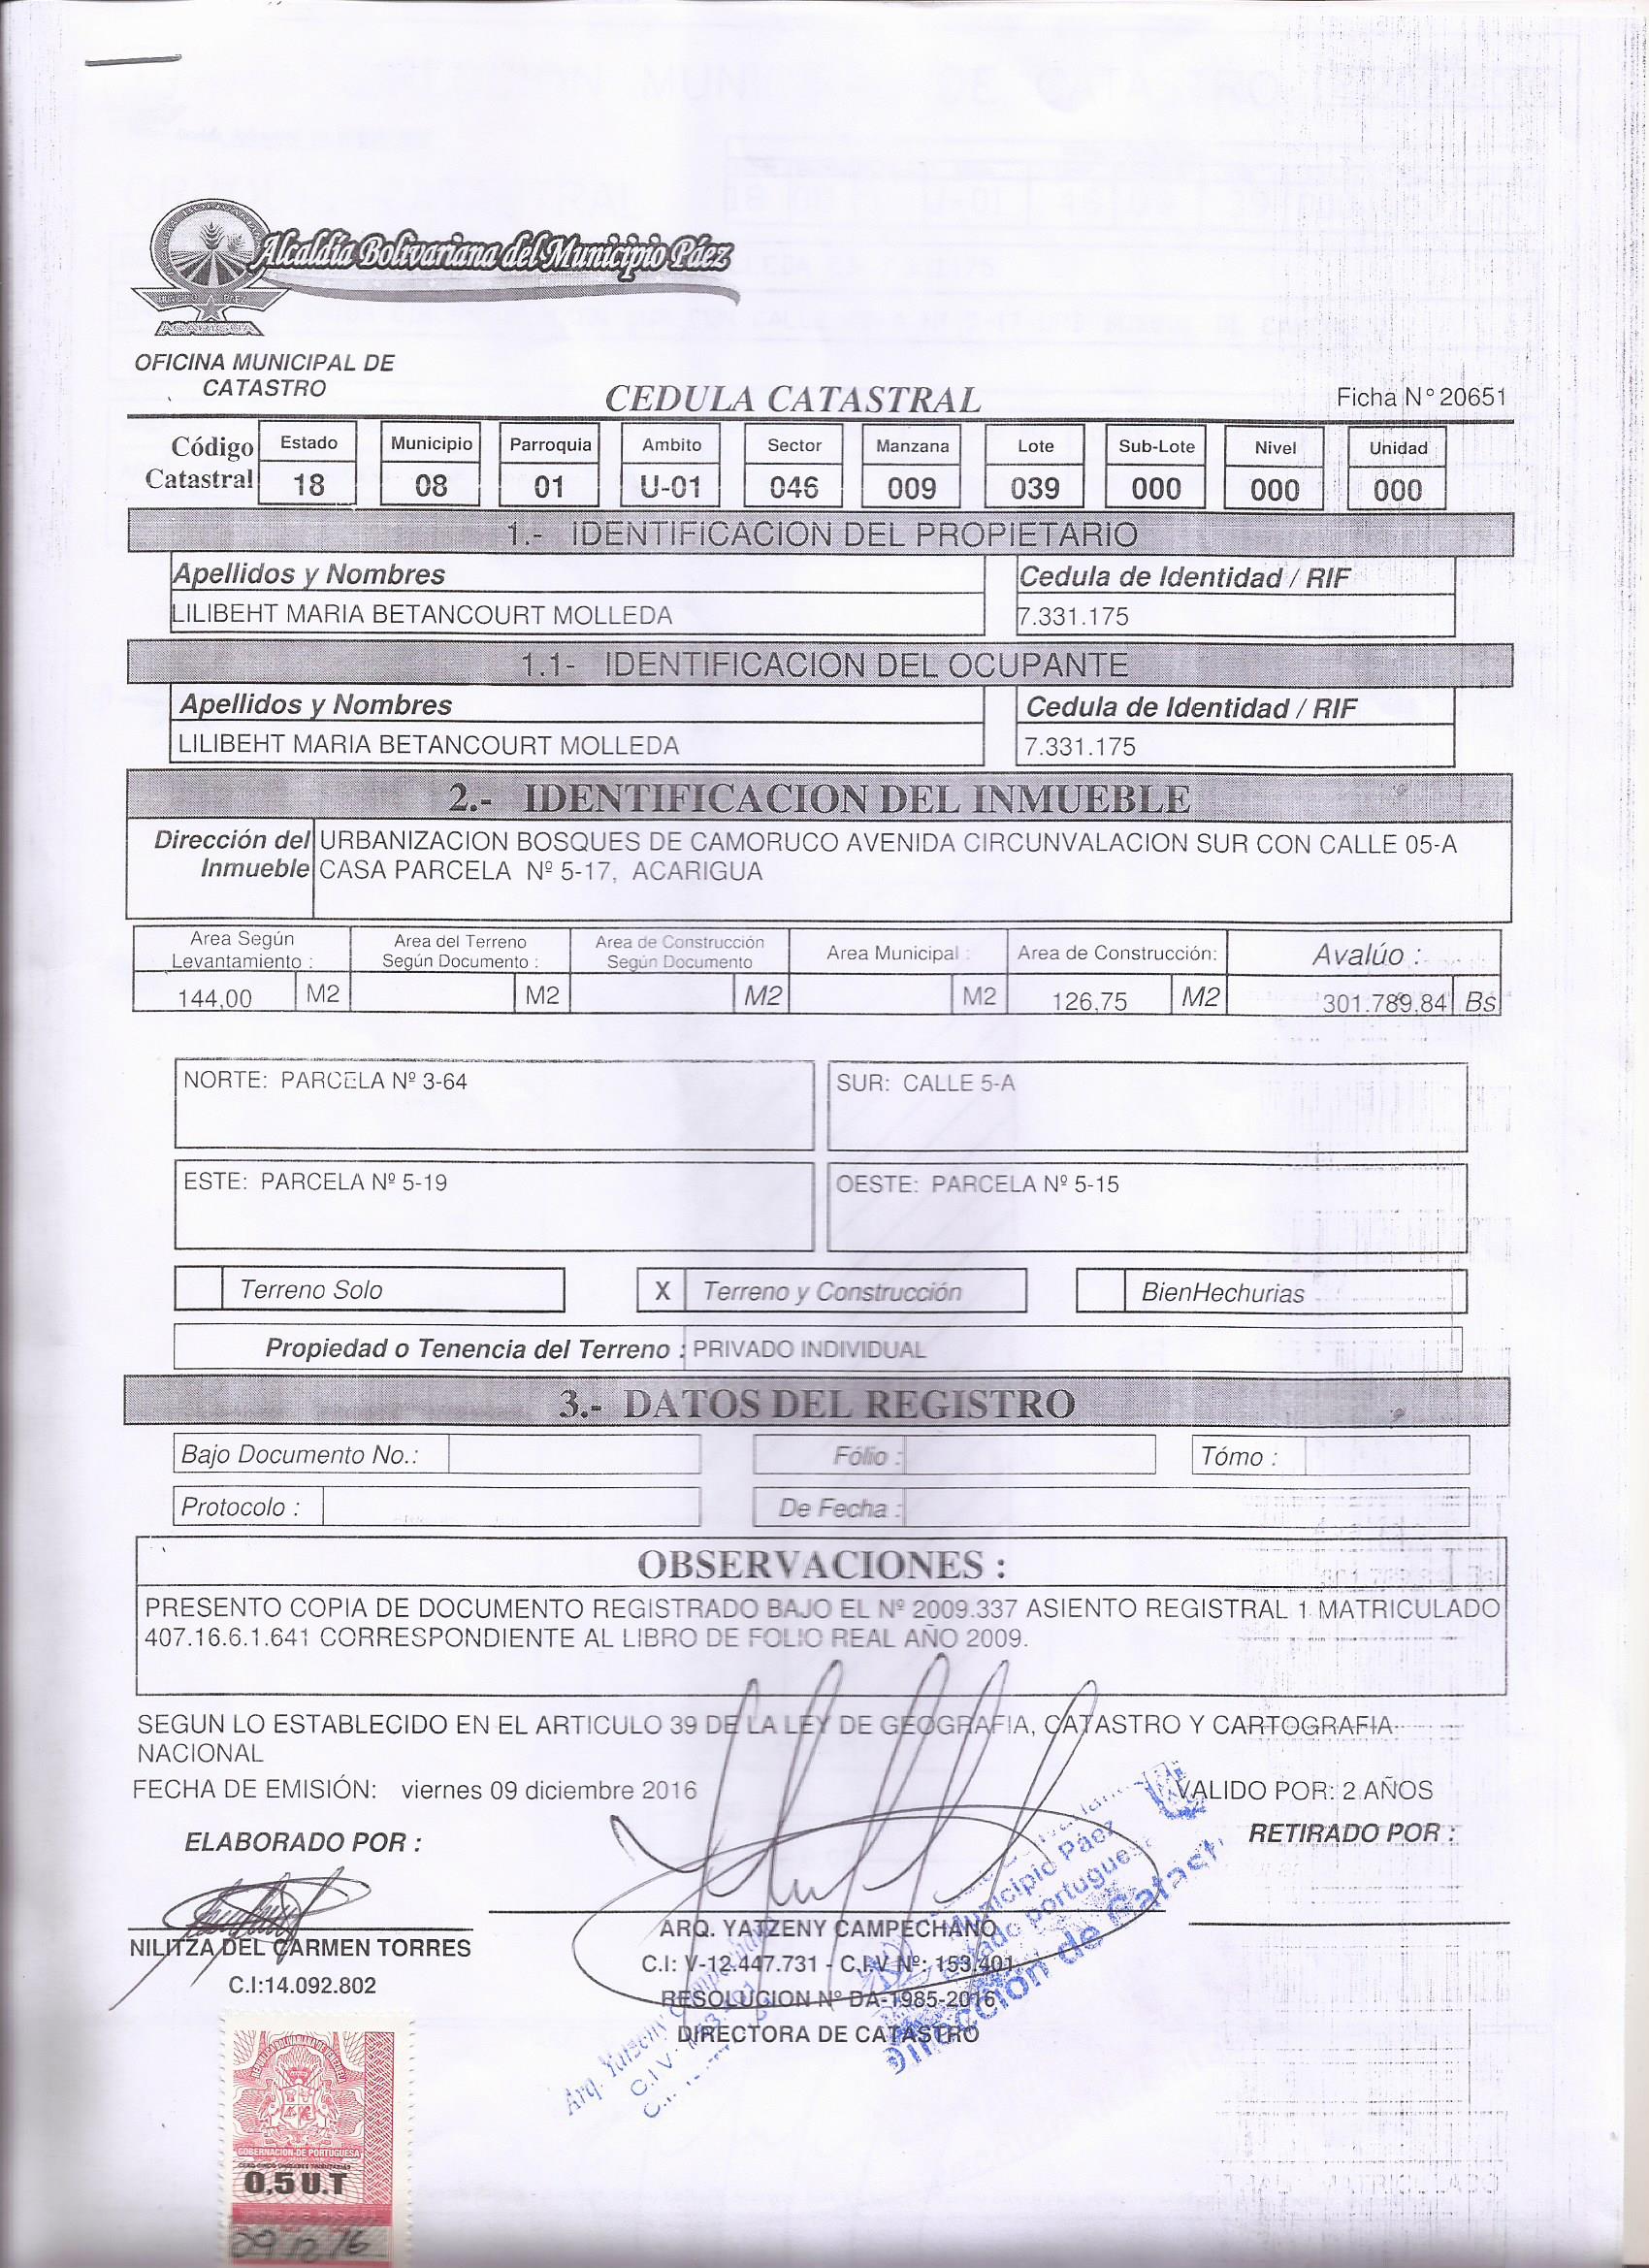 Alcaldía Bolivariana del Municipio Páez
MUNICIPIO PAEZ
ACARIGUA
OFICINA MUNICIPAL DE
CATASTRO
CEDULA CATASTRAL
Ficha N° 20651
Código Catastral
Estado Municipio Parroquia Ambito Sector Manzana Lote Sub-Lote Nivel Unidad
18 08 01 U-01 046 009 039 000 000 000
1.- IDENTIFICACION DEL PROPIETARIO
Apellidos y Nombres Cedula de Identidad / RIF
LILIBEHT MARIA BETANCOURT MOLLEDA 7.331.175
1.1- IDENTIFICACION DEL OCUPANTE
Apellidos y Nombres Cedula de Identidad / RIF
LILIBEHT MARIA BETANCOURT MOLLEDA 7.331.175
2.- IDENTIFICACION DEL INMUEBLE
Dirección del URBANIZACION BOSQUES DE CAMORUCO AVENIDA CIRCUNVALACION SUR CON CALLE 05-A
Inmueble CASA PARCELA Nº 5-17, ACARIGUA
Area Según Levantamiento : Area del Terreno Según Documento : Area de Construcción Según Documento Area Municipal : Area de Construcción: Avalúo :
144,00 M2 M2 M2 M2 126,75 M2 301.789,84 Bs
NORTE: PARCELA Nº 3-64 SUR: CALLE 5-A
ESTE: PARCELA Nº 5-19 OESTE: PARCELA Nº 5-15
Terreno Solo X Terreno y Construcción BienHechurias
Propiedad o Tenencia del Terreno : PRIVADO INDIVIDUAL
3.- DATOS DEL REGISTRO
Bajo Documento No.: Fólio : Tómo :
Protocolo : De Fecha :
OBSERVACIONES :
PRESENTO COPIA DE DOCUMENTO REGISTRADO BAJO EL Nº 2009.337 ASIENTO REGISTRAL 1 MATRICULADO
407.16.6.1.641 CORRESPONDIENTE AL LIBRO DE FOLIO REAL AÑO 2009.
SEGUN LO ESTABLECIDO EN EL ARTICULO 39 DE LA LEY DE GEOGRAFIA, CATASTRO Y CARTOGRAFIA
NACIONAL
FECHA DE EMISIÓN: viernes 09 diciembre 2016 VALIDO POR: 2 AÑOS
ELABORADO POR : RETIRADO POR :
NILITZA DEL CARMEN TORRES
C.I:14.092.802
ARQ. YATZENY CAMPECHANO
C.I: V-12.447.731 - C.I.V Nº: 153.401
RESOLUCION Nº DA-1985-2016
DIRECTORA DE CATASTRO
Municipio Páez
Estado portugues
Dirección de Catast
Arq. Yatzeny
C.I.V.
GOBERNACION DE PORTUGUESA
0,5 U.T
09 12 16